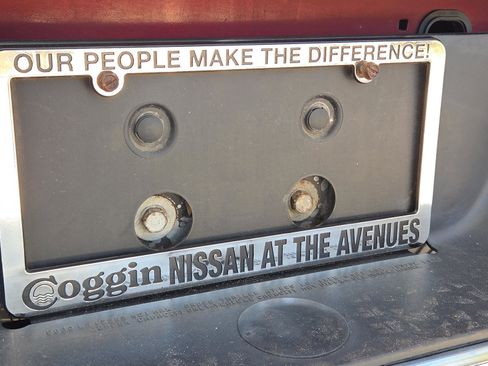 OUR PEOPLE MAKE THE DIFFERENCE!
Coggin NISSAN AT THE AVENUES